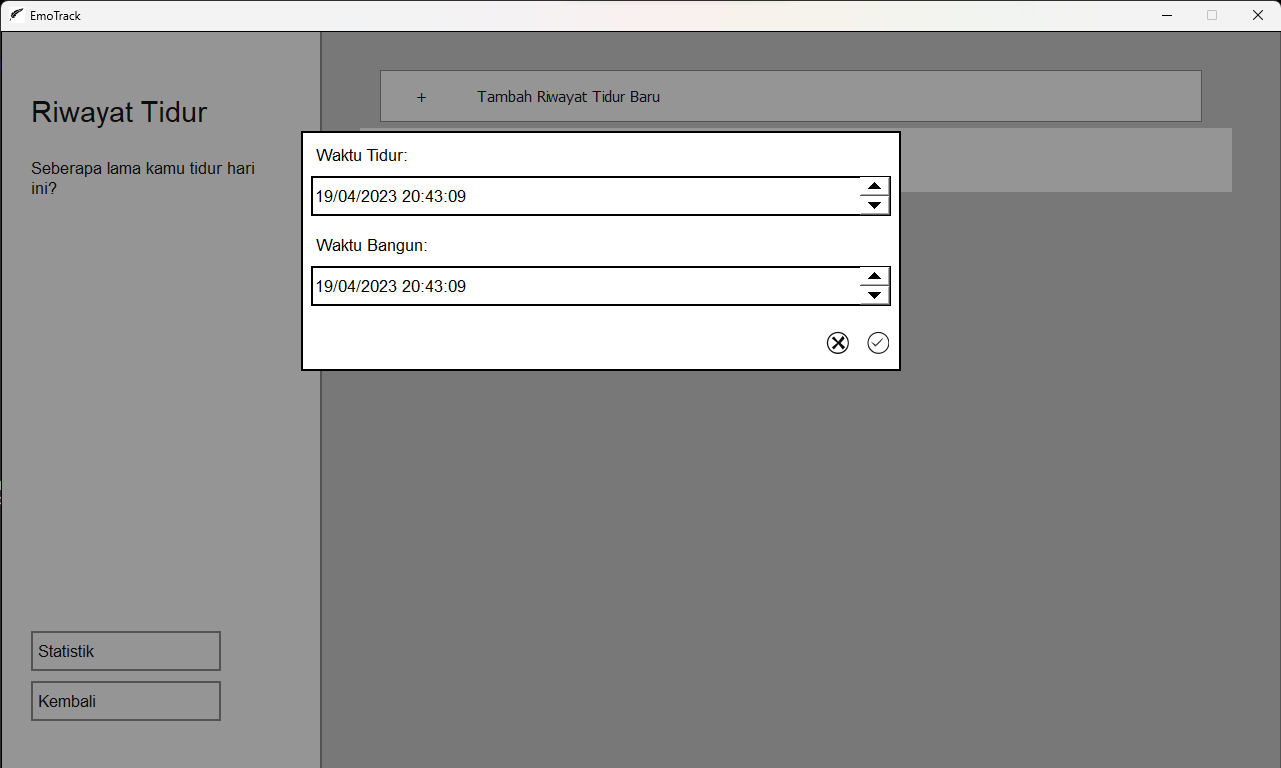 EmoTrack
Riwayat Tidur
Seberapa lama kamu tidur hari
ini?
+ Tambah Riwayat Tidur Baru
Waktu Tidur:
19/04/2023 20:43:09
Waktu Bangun:
19/04/2023 20:43:09
Statistik
Kembali